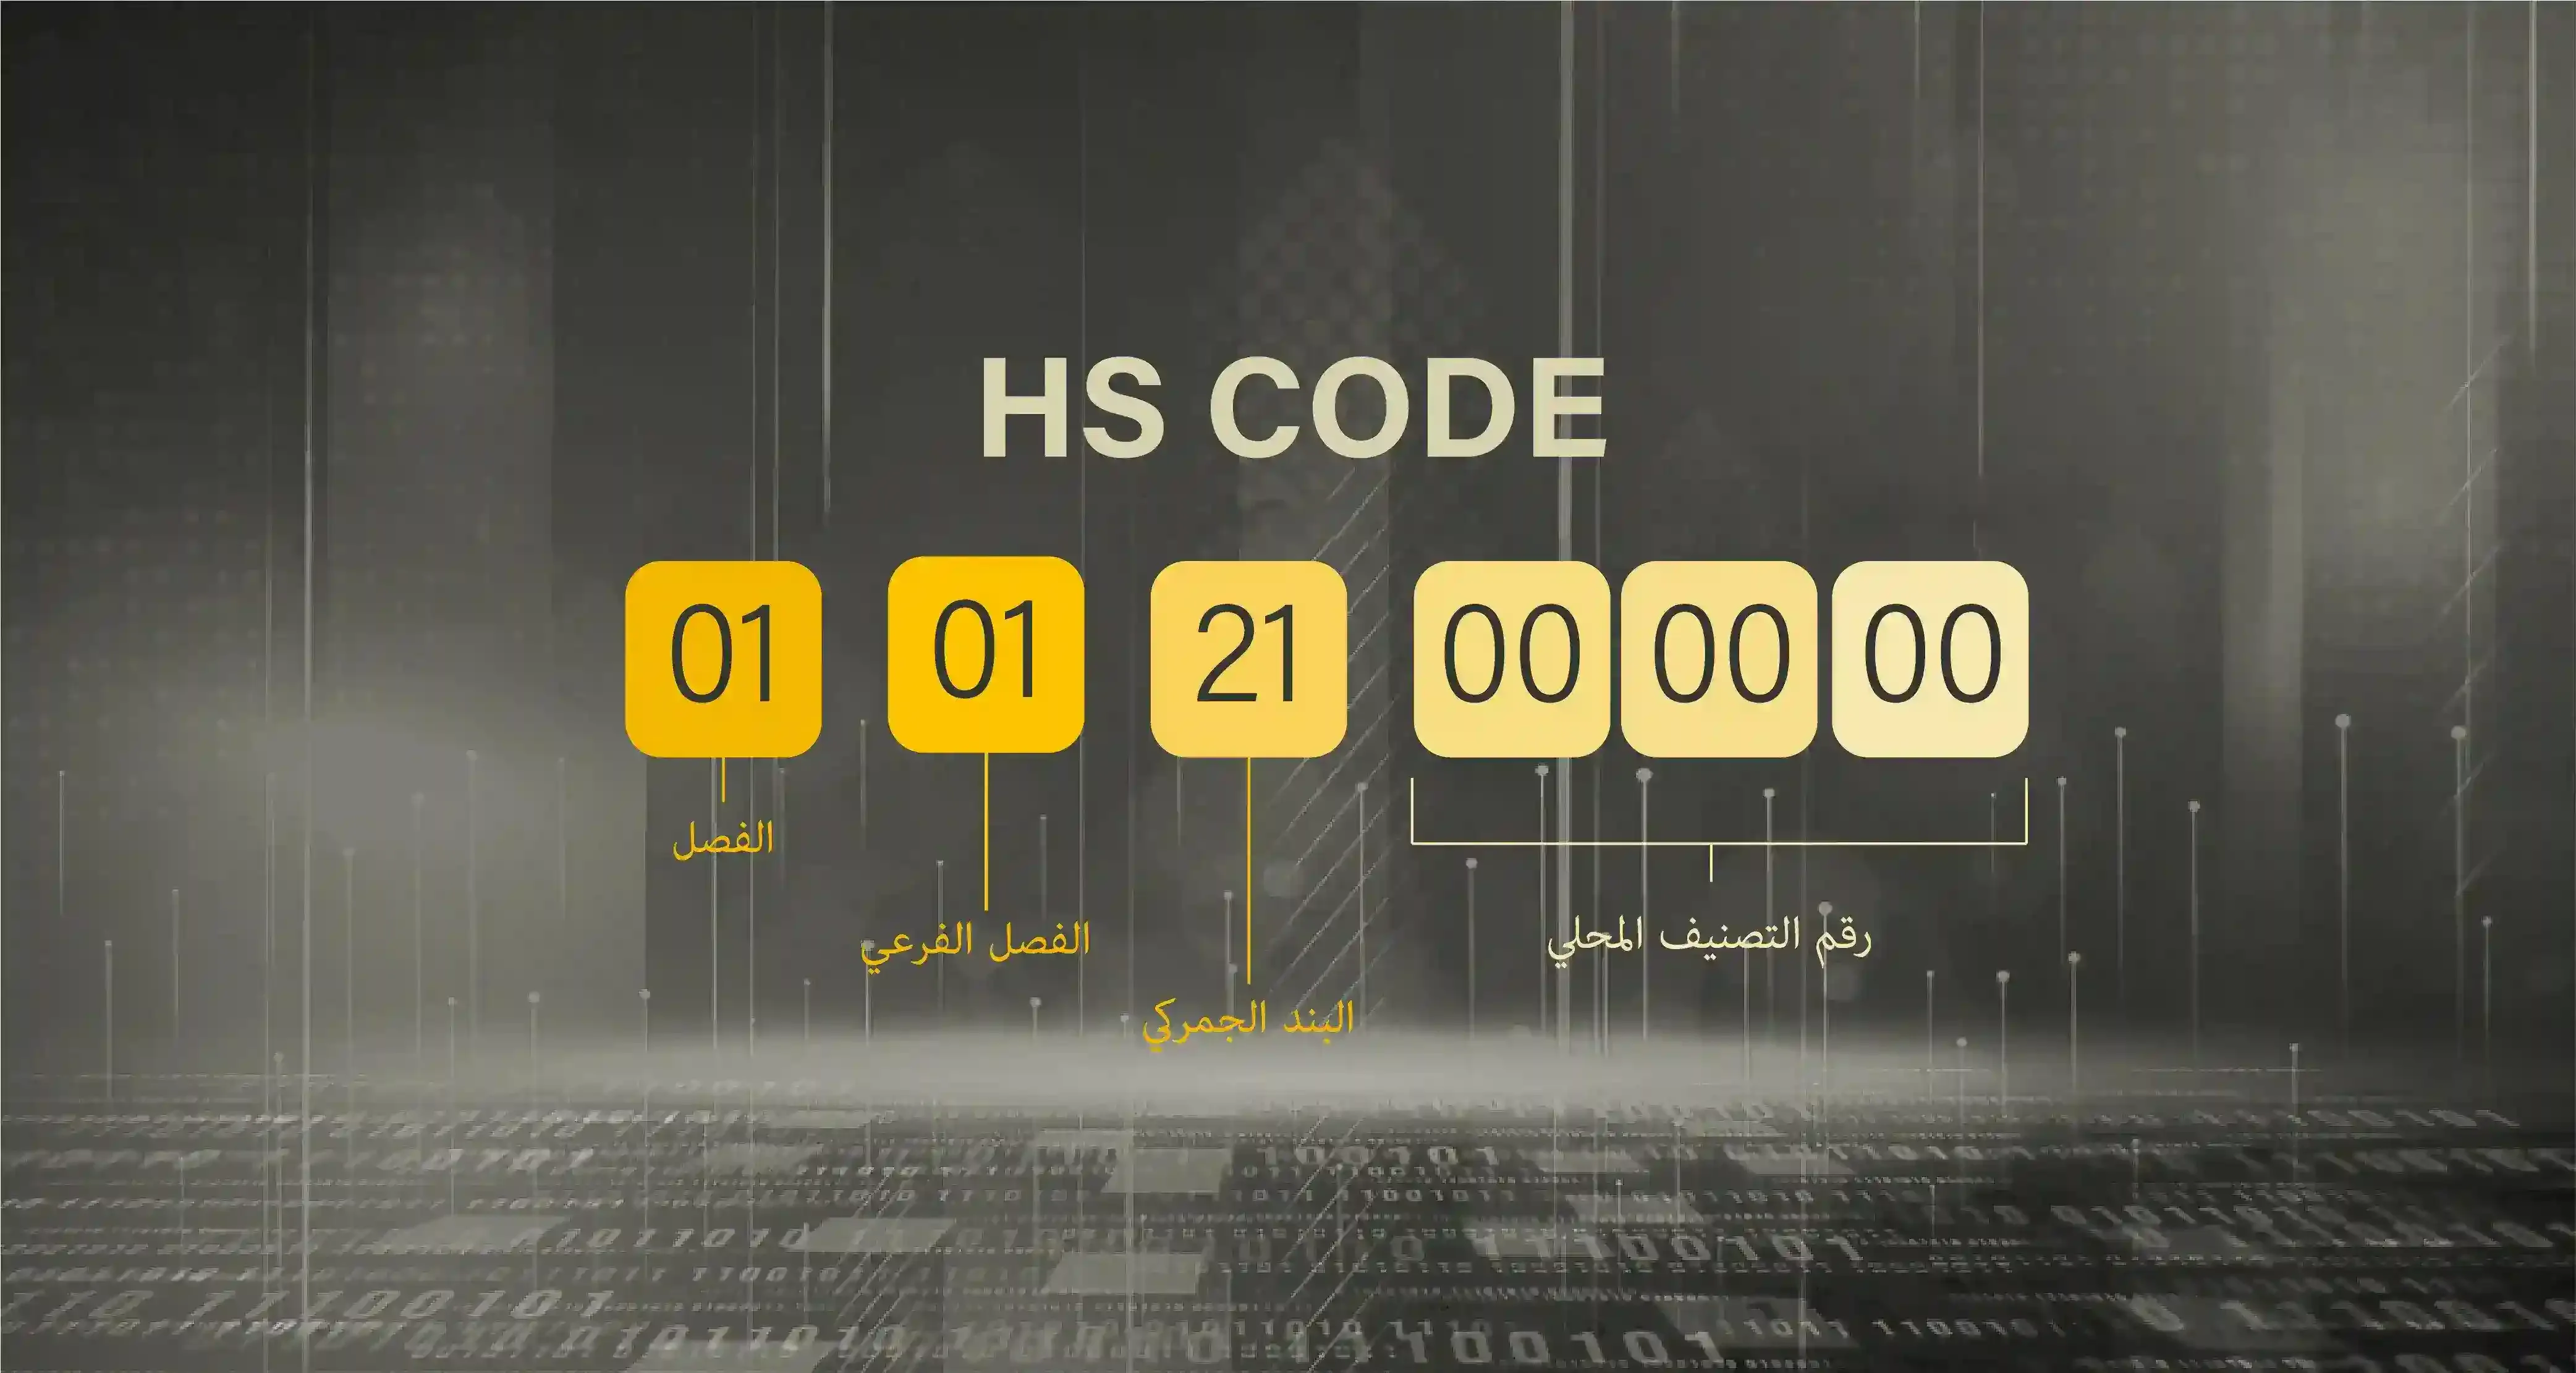 HS CODE
01 01 21 00 00 00
الفصل
الفصل الفرعي
رقم التصنيف المحلي
البند الجمركي